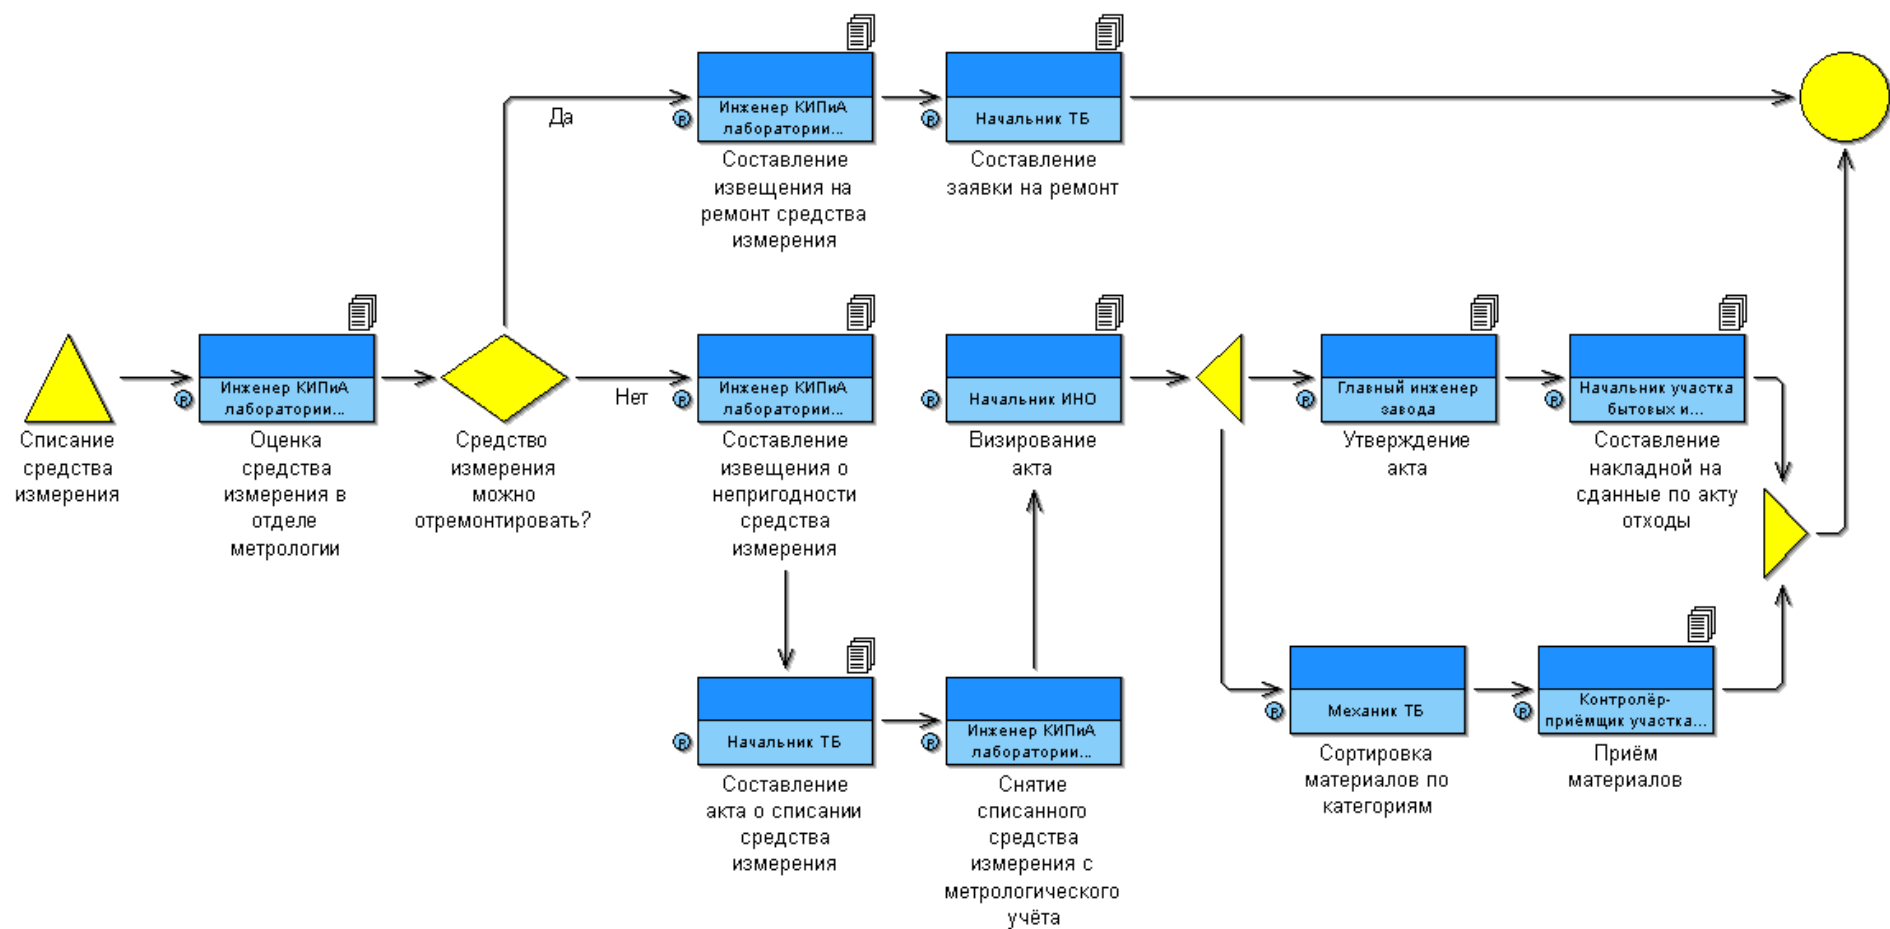 Инженер КИПиА
лаборатории...
Составление
извещения на
ремонт средства
измерения
Начальник ТБ
Составление
заявки на ремонт
Да
Списание
средства
измерения
Инженер КИПиА
лаборатории...
Оценка
средства
измерения в
отделе
метрологии
Средство
измерения
можно
отремонтировать?
Нет
Инженер КИПиА
лаборатории...
Составление
извещения о
непригодности
средства
измерения
Начальник ИНО
Визирование
акта
Главный инженер
завода
Утверждение
акта
Начальник участка
бытовых и...
Составление
накладной на
сданные по акту
отходы
Начальник ТБ
Составление
акта о списании
средства
измерения
Инженер КИПиА
лаборатории...
Снятие
списанного
средства
измерения с
метрологического
учёта
Механик ТБ
Сортировка
материалов по
категориям
Контролёр-
приёмщик участка...
Приём
материалов